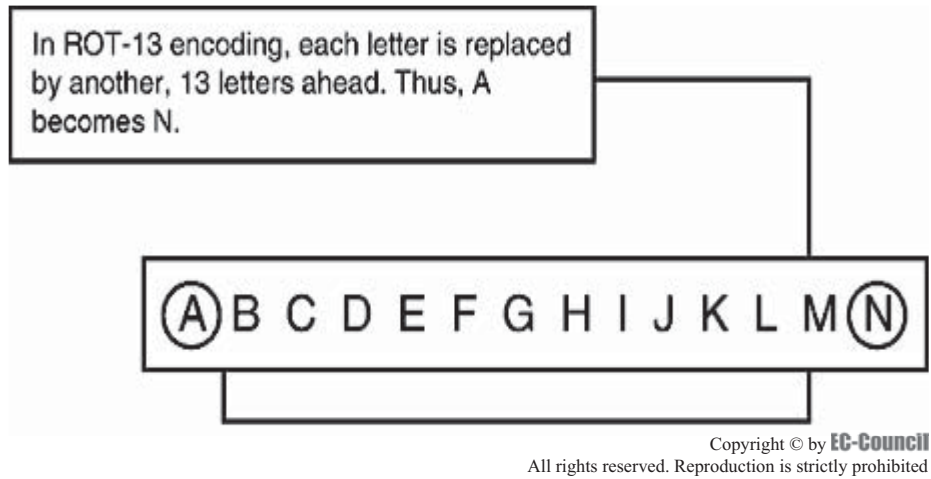 In ROT-13 encoding, each letter is replaced
by another, 13 letters ahead. Thus, A
becomes N.
A B C D E F G H I J K L M N
Copyright © by EC-Council
All rights reserved. Reproduction is strictly prohibited